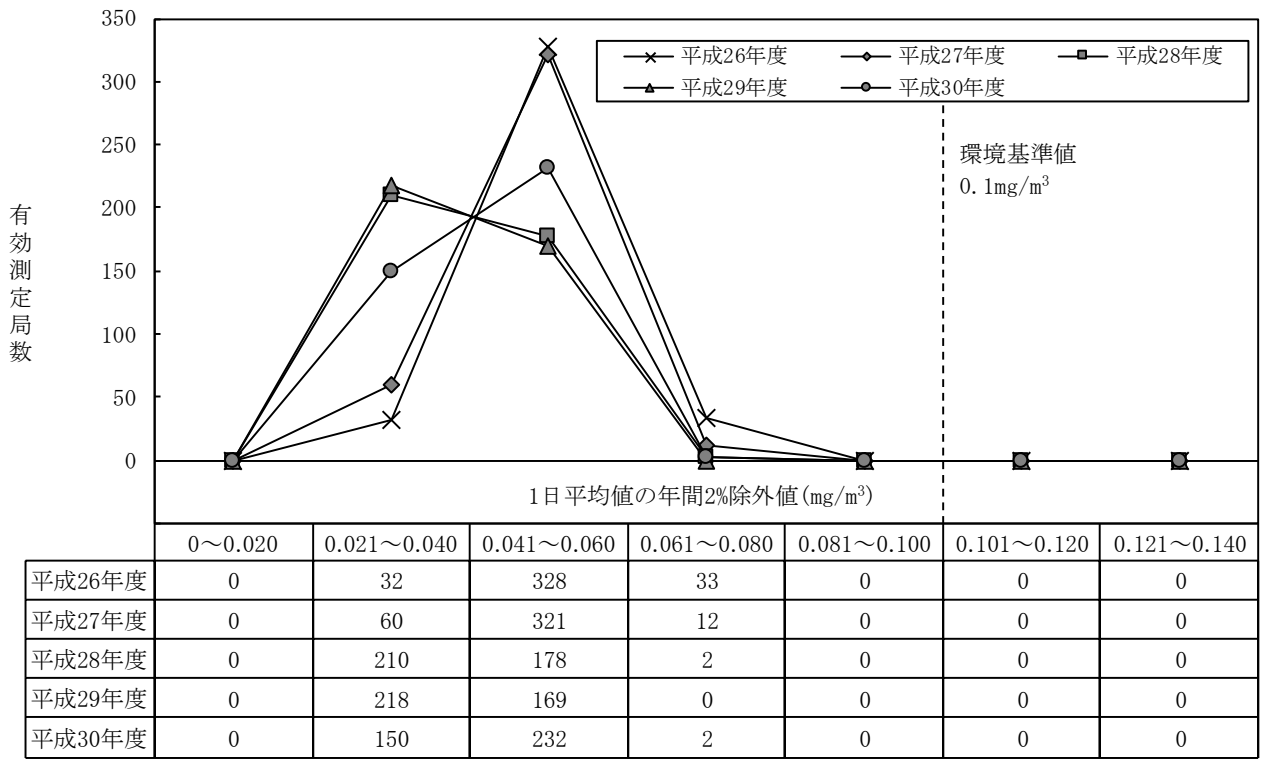 350
300
250
200
150
100
50
0
有効測定局数
平成26年度 平成27年度 平成28年度
平成29年度 平成30年度
環境基準値
0.1mg/m³
1日平均値の年間2%除外値(mg/m³)
0～0.020 0.021～0.040 0.041～0.060 0.061～0.080 0.081～0.100 0.101～0.120 0.121～0.140
平成26年度 0 32 328 33 0 0 0
平成27年度 0 60 321 12 0 0 0
平成28年度 0 210 178 2 0 0 0
平成29年度 0 218 169 0 0 0 0
平成30年度 0 150 232 2 0 0 0